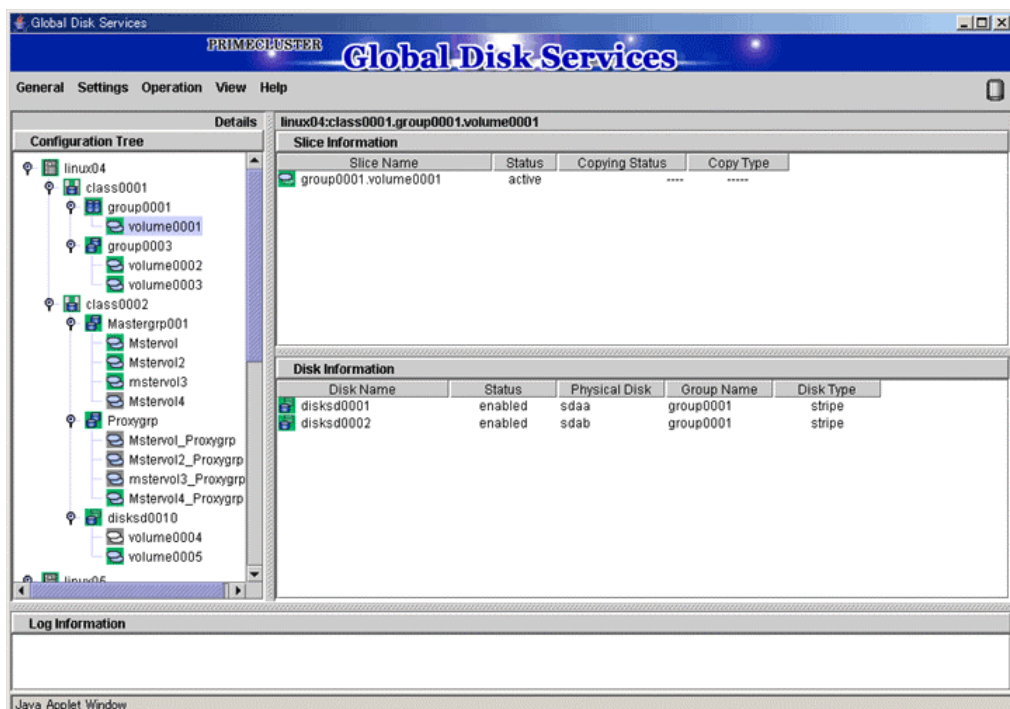 Global Disk Services
PRIMECLUSTER
Global Disk Services
General Settings Operation View Help
Details
Configuration Tree
linux04
class0001
group0001
volume0001
group0003
volume0002
volume0003
class0002
Mastergrp001
Mstervol
Mstervol2
mstervol3
Mstervol4
Proxygrp
Mstervol_Proxygrp
Mstervol2_Proxygrp
mstervol3_Proxygrp
Mstervol4_Proxygrp
disksd0010
volume0004
volume0005
linux04:class0001.group0001.volume0001
Slice Information
Slice Name Status Copying Status Copy Type
group0001.volume0001 active ---- -----
Disk Information
Disk Name Status Physical Disk Group Name Disk Type
disksd0001 enabled sdaa group0001 stripe
disksd0002 enabled sdab group0001 stripe
Log Information
Java Applet Window